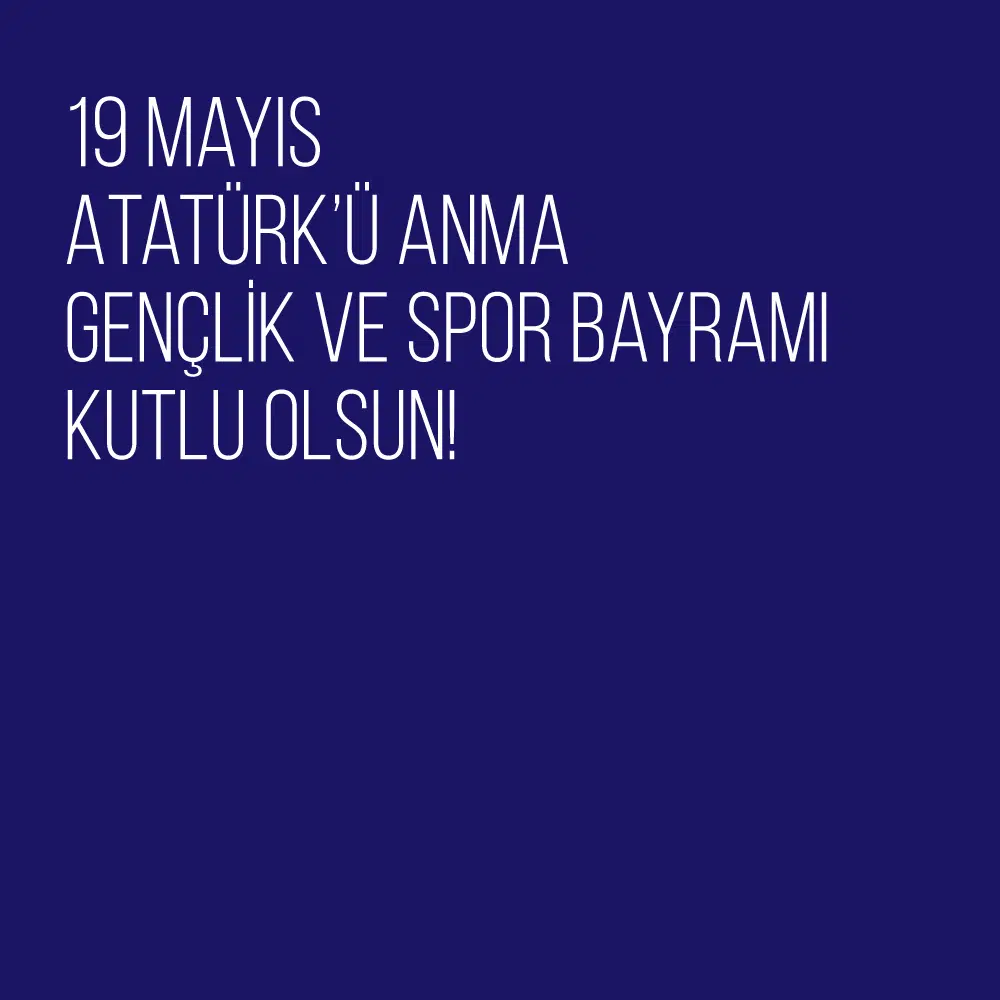 19 MAYIS
ATATÜRK’Ü ANMA
GENÇLİK VE SPOR BAYRAMI
KUTLU OLSUN!